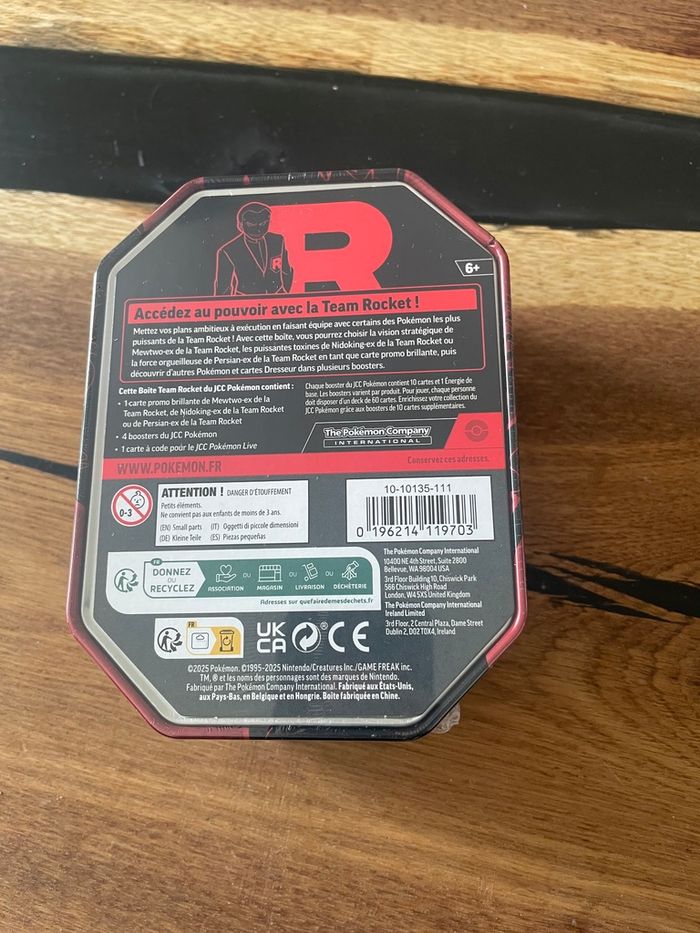 R
R
6+
Accédez au pouvoir avec la Team Rocket !
Mettez vos plans ambitieux à exécution en faisant équipe avec certains des Pokémon les plus
puissants de la Team Rocket ! Avec cette boîte, vous pourrez choisir la vision stratégique de
Mewtwo-ex de la Team Rocket, les puissantes toxines de Nidoking-ex de la Team Rocket ou
la force orgueilleuse de Persian-ex de la Team Rocket en tant que carte promo brillante, puis
découvrir d'autres Pokémon et cartes Dresseur dans plusieurs boosters.
Cette Boîte Team Rocket du JCC Pokémon contient :
• 1 carte promo brillante de Mewtwo-ex de la
Team Rocket, de Nidoking-ex de la Team Rocket
ou de Persian-ex de la Team Rocket
• 4 boosters du JCC Pokémon
• 1 carte à code pour le JCC Pokémon Live
Chaque booster du JCC Pokémon contient 10 cartes et 1 Énergie de
base. Les boosters varient par produit. Pour jouer, chaque personne
doit disposer d'un deck de 60 cartes. Enrichissez votre collection du
JCC Pokémon grâce aux boosters de 10 cartes supplémentaires.
The Pokémon Company
INTERNATIONAL
WWW.POKEMON.FR
Conservez ces adresses.
0-3
ATTENTION ! DANGER D'ÉTOUFFEMENT
Petits éléments.
Ne convient pas aux enfants de moins de 3 ans.
(EN) Small parts (IT) Oggetti di piccole dimensioni
(DE) Kleine Teile (ES) Piezas pequeñas
10-10135-111
0 196214 119703
FR
DONNEZ
OU
RECYCLEZ
ASSOCIATION
OU
MAGASIN
OU
LIVRAISON
OU
DÉCHÈTERIE
Adresses sur quefairedemesdechets.fr
The Pokémon Company International
10400 NE 4th Street, Suite 2800
Bellevue, WA 98004 USA
3rd Floor Building 10, Chiswick Park
566 Chiswick High Road
London, W4 5XS United Kingdom
The Pokémon Company International
Ireland Limited
3rd Floor, 2 Central Plaza, Dame Street
Dublin 2, D02 T0X4, Ireland
FR
UK
CA
CE
©2025 Pokémon. ©1995-2025 Nintendo/Creatures Inc./GAME FREAK inc.
TM, ® et les noms des personnages sont des marques de Nintendo.
Fabriqué par The Pokémon Company International. Fabriqué aux États-Unis,
aux Pays-Bas, en Belgique et en Hongrie. Boîte fabriquée en Chine.